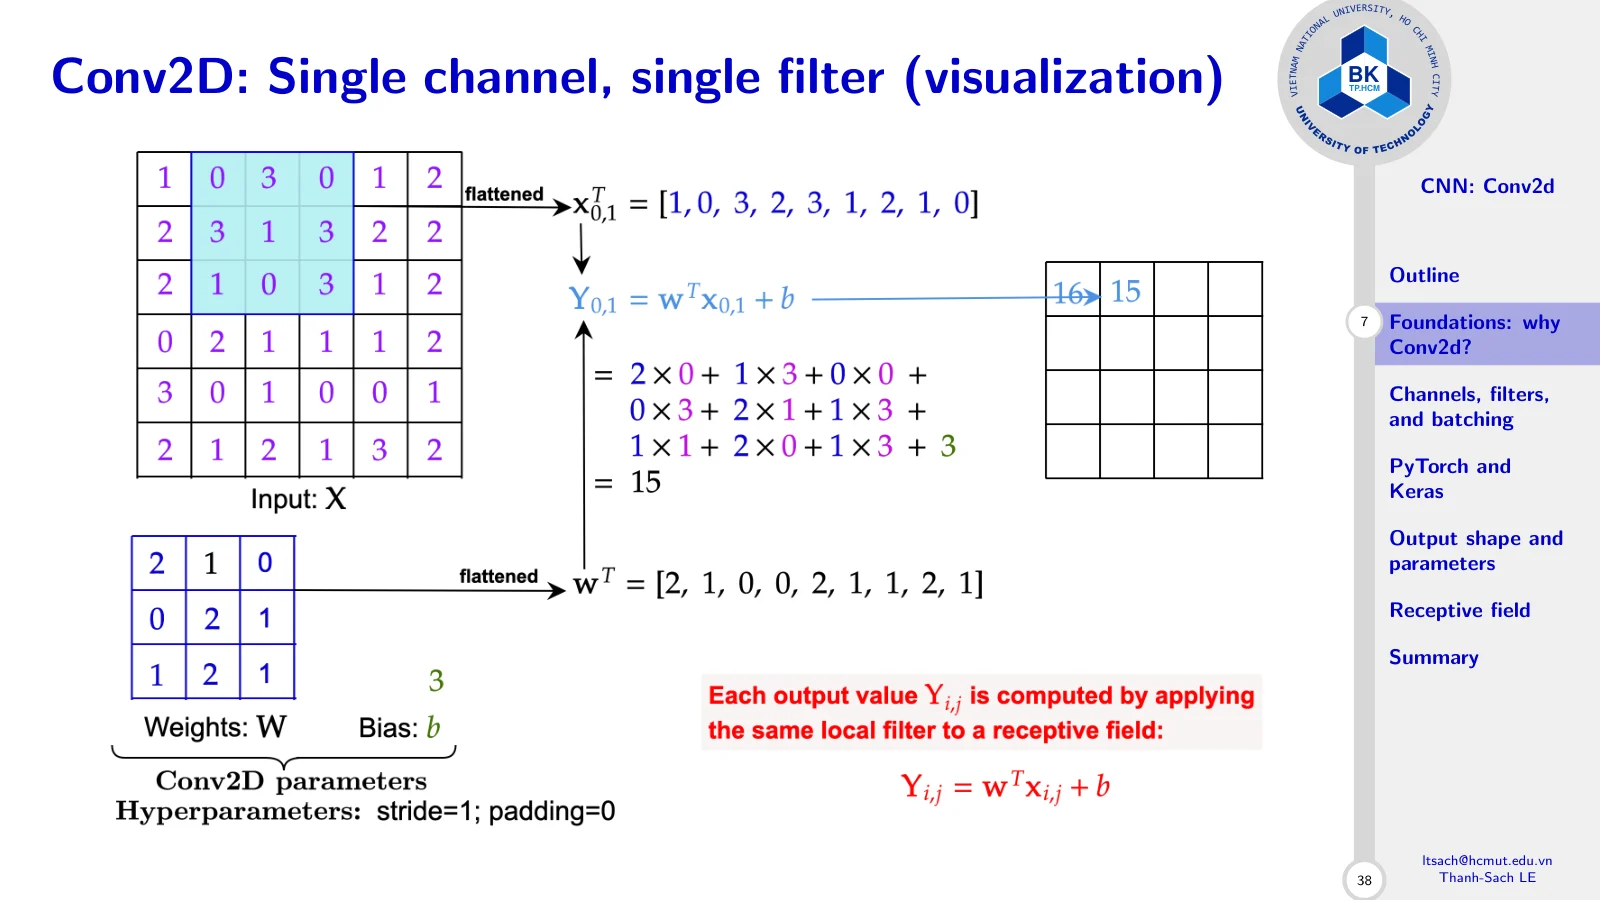 Conv2D: Single channel, single filter (visualization)
1 0 3 0 1 2
2 3 1 3 2 2
2 1 0 3 1 2
0 2 1 1 1 2
3 0 1 0 0 1
2 1 2 1 3 2
Input: X
flattened
x^T_{0,1} = [1, 0, 3, 2, 3, 1, 2, 1, 0]
Y_{0,1} = w^T x_{0,1} + b
= 2×0+ 1×3+0×0 +
0×3+ 2×1+1×3 +
1×1+ 2×0+1×3 + 3
= 15
16 15
2 1 0
0 2 1
1 2 1
3
Weights: W
Bias: b
flattened
w^T = [2, 1, 0, 0, 2, 1, 1, 2, 1]
Conv2D parameters
Hyperparameters: stride=1; padding=0
Each output value Y_{i,j} is computed by applying
the same local filter to a receptive field:
Y_{i,j} = w^T x_{i,j} + b
VIETNAM NATIONAL UNIVERSITY, HO CHI MINH CITY
BK
TP.HCM
UNIVERSITY OF TECHNOLOGY
CNN: Conv2d
Outline
7
Foundations: why
Conv2d?
Channels, filters,
and batching
PyTorch and
Keras
Output shape and
parameters
Receptive field
Summary
ltsach@hcmut.edu.vn
Thanh-Sach LE
38